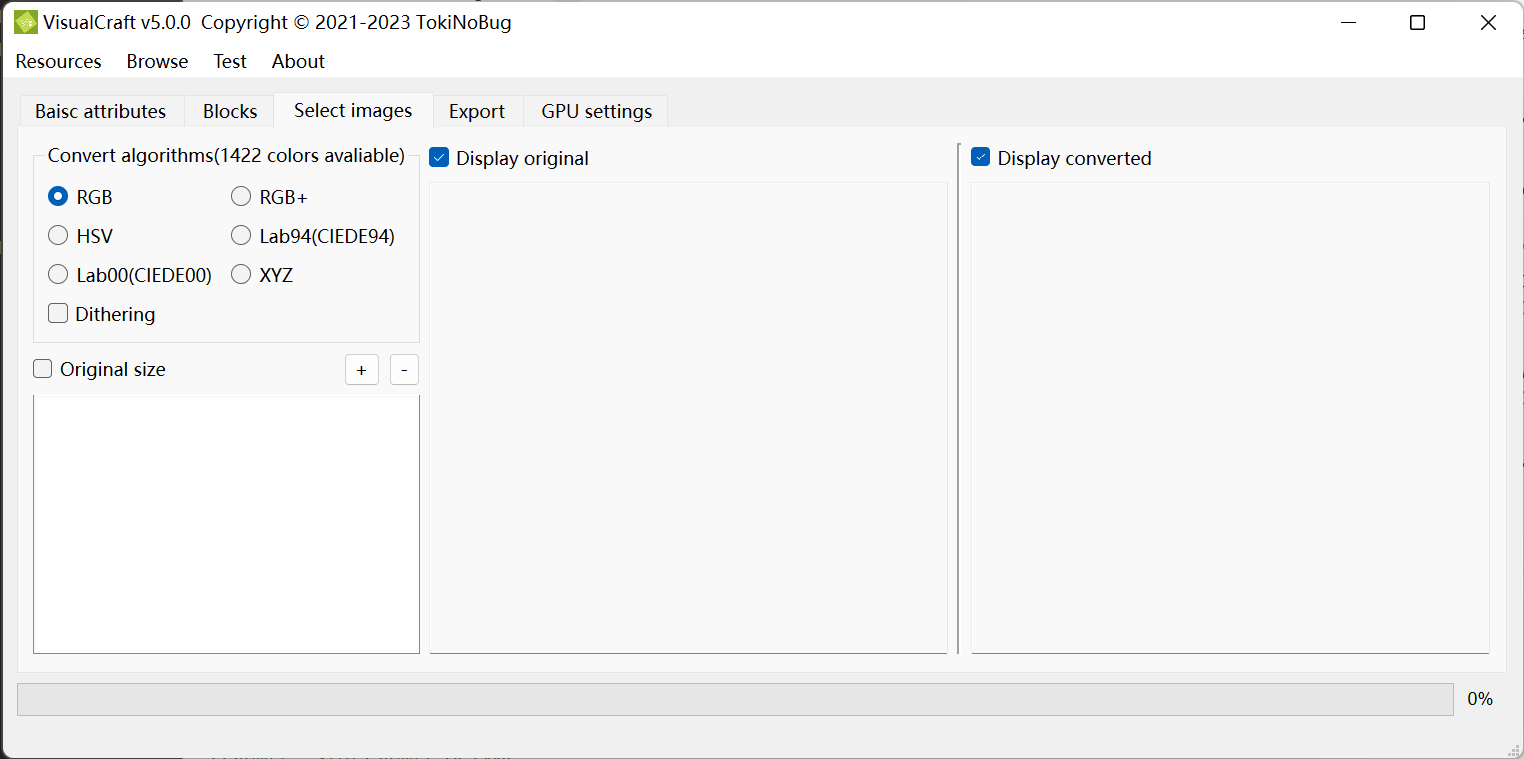 VisualCraft v5.0.0 Copyright © 2021-2023 TokiNoBug
Resources Browse Test About
Baisc attributes Blocks Select images Export GPU settings
Convert algorithms(1422 colors avaliable)
RGB RGB+
HSV Lab94(CIEDE94)
Lab00(CIEDE00) XYZ
Dithering
Original size + -
Display original
Display converted
0%